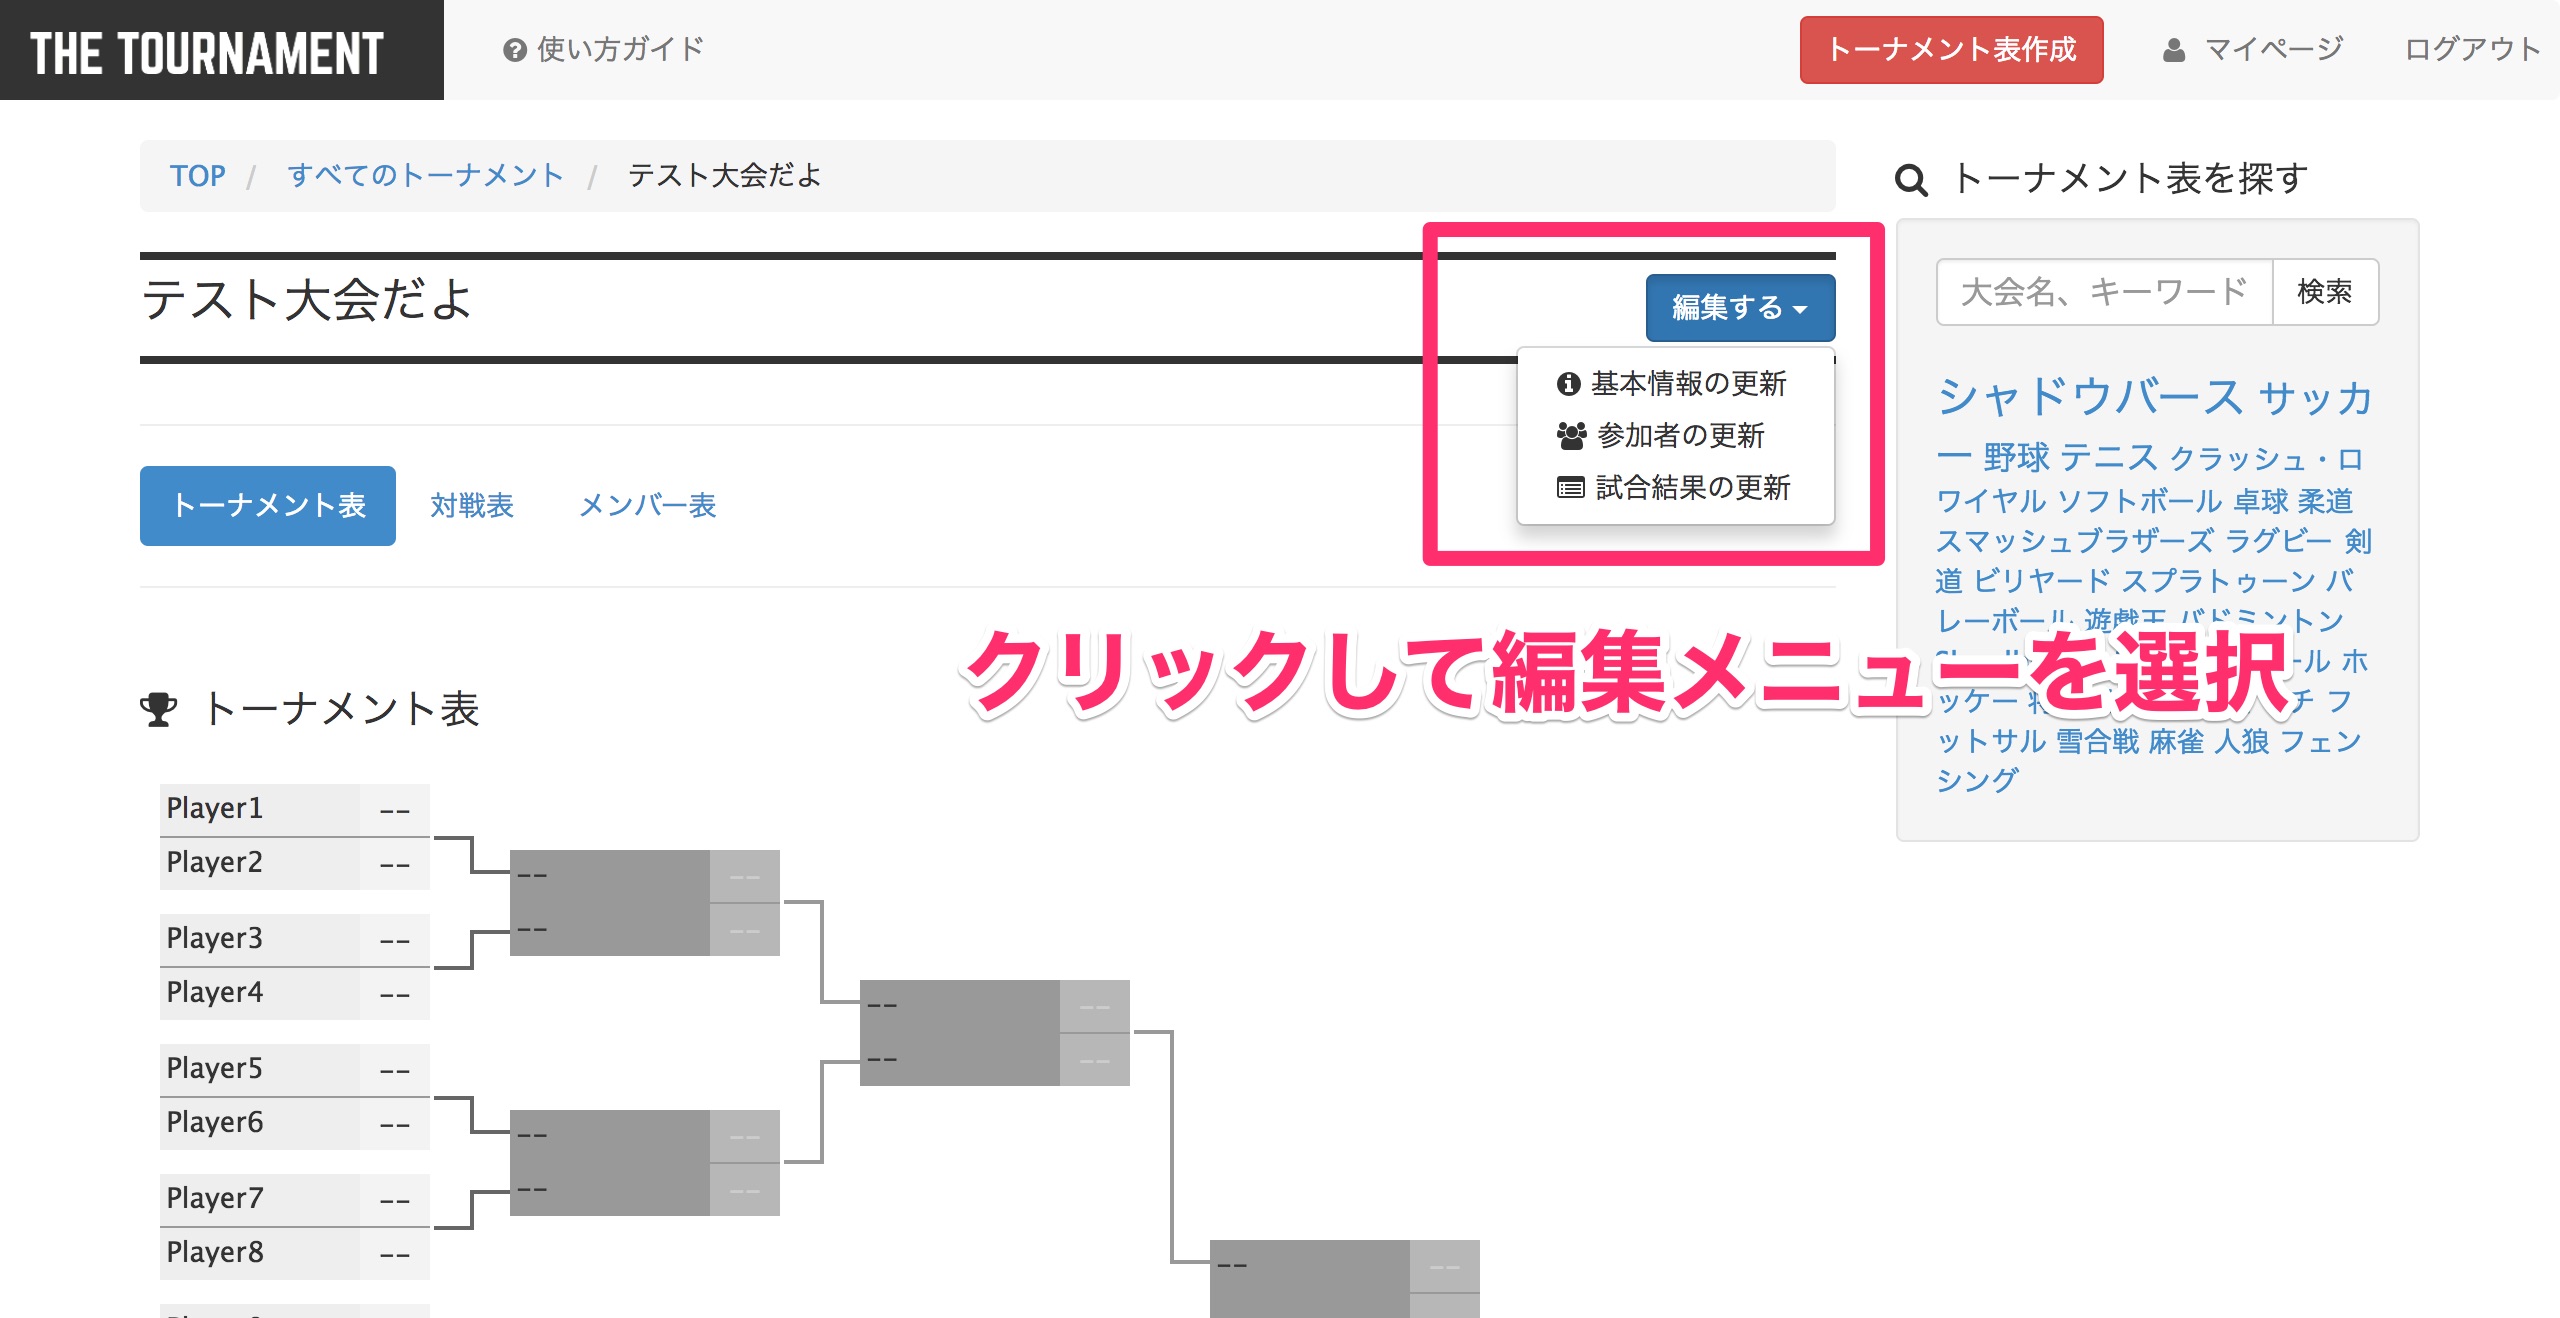 THE TOURNAMENT
使い方ガイド
トーナメント表作成
マイページ
ログアウト
TOP / すべてのトーナメント / テスト大会だよ
テスト大会だよ
編集する
基本情報の更新
参加者の更新
試合結果の更新
トーナメント表
対戦表
メンバー表
クリックして編集メニューを選択
トーナメント表
Player1 --
Player2 --
Player3 --
Player4 --
Player5 --
Player6 --
Player7 --
Player8 --
-- --
-- --
-- --
-- --
-- --
-- --
-- --
トーナメント表を探す
大会名、キーワード
検索
シャドウバース サッカ
ー 野球 テニス クラッシュ・ロ
ワイヤル ソフトボール 卓球 柔道
スマッシュブラザーズ ラグビー 剣
道 ビリヤード スプラトゥーン バ
レーボール 遊戯王 バドミントン
ール ホ
ッケー
チ フ
ットサル 雪合戦 麻雀 人狼 フェン
シング